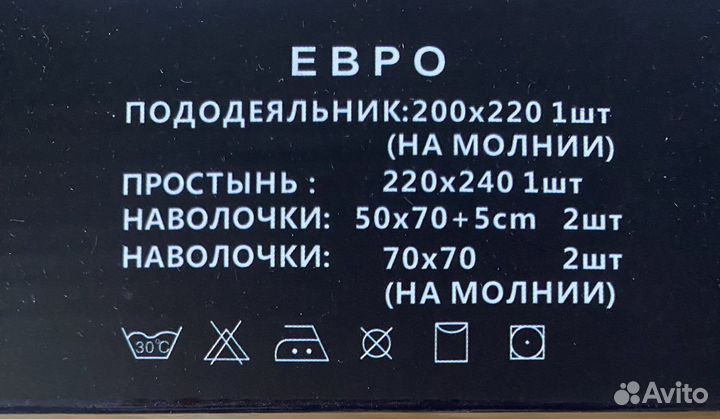 ЕВРО
ПОДОДЕЯЛЬНИК:200x220 1шт
(НА МОЛНИИ)
ПРОСТЫНЬ : 220x240 1шт
НАВОЛОЧКИ: 50x70+5cm 2шт
НАВОЛОЧКИ: 70x70 2шт
(НА МОЛНИИ)
30°C
Avito